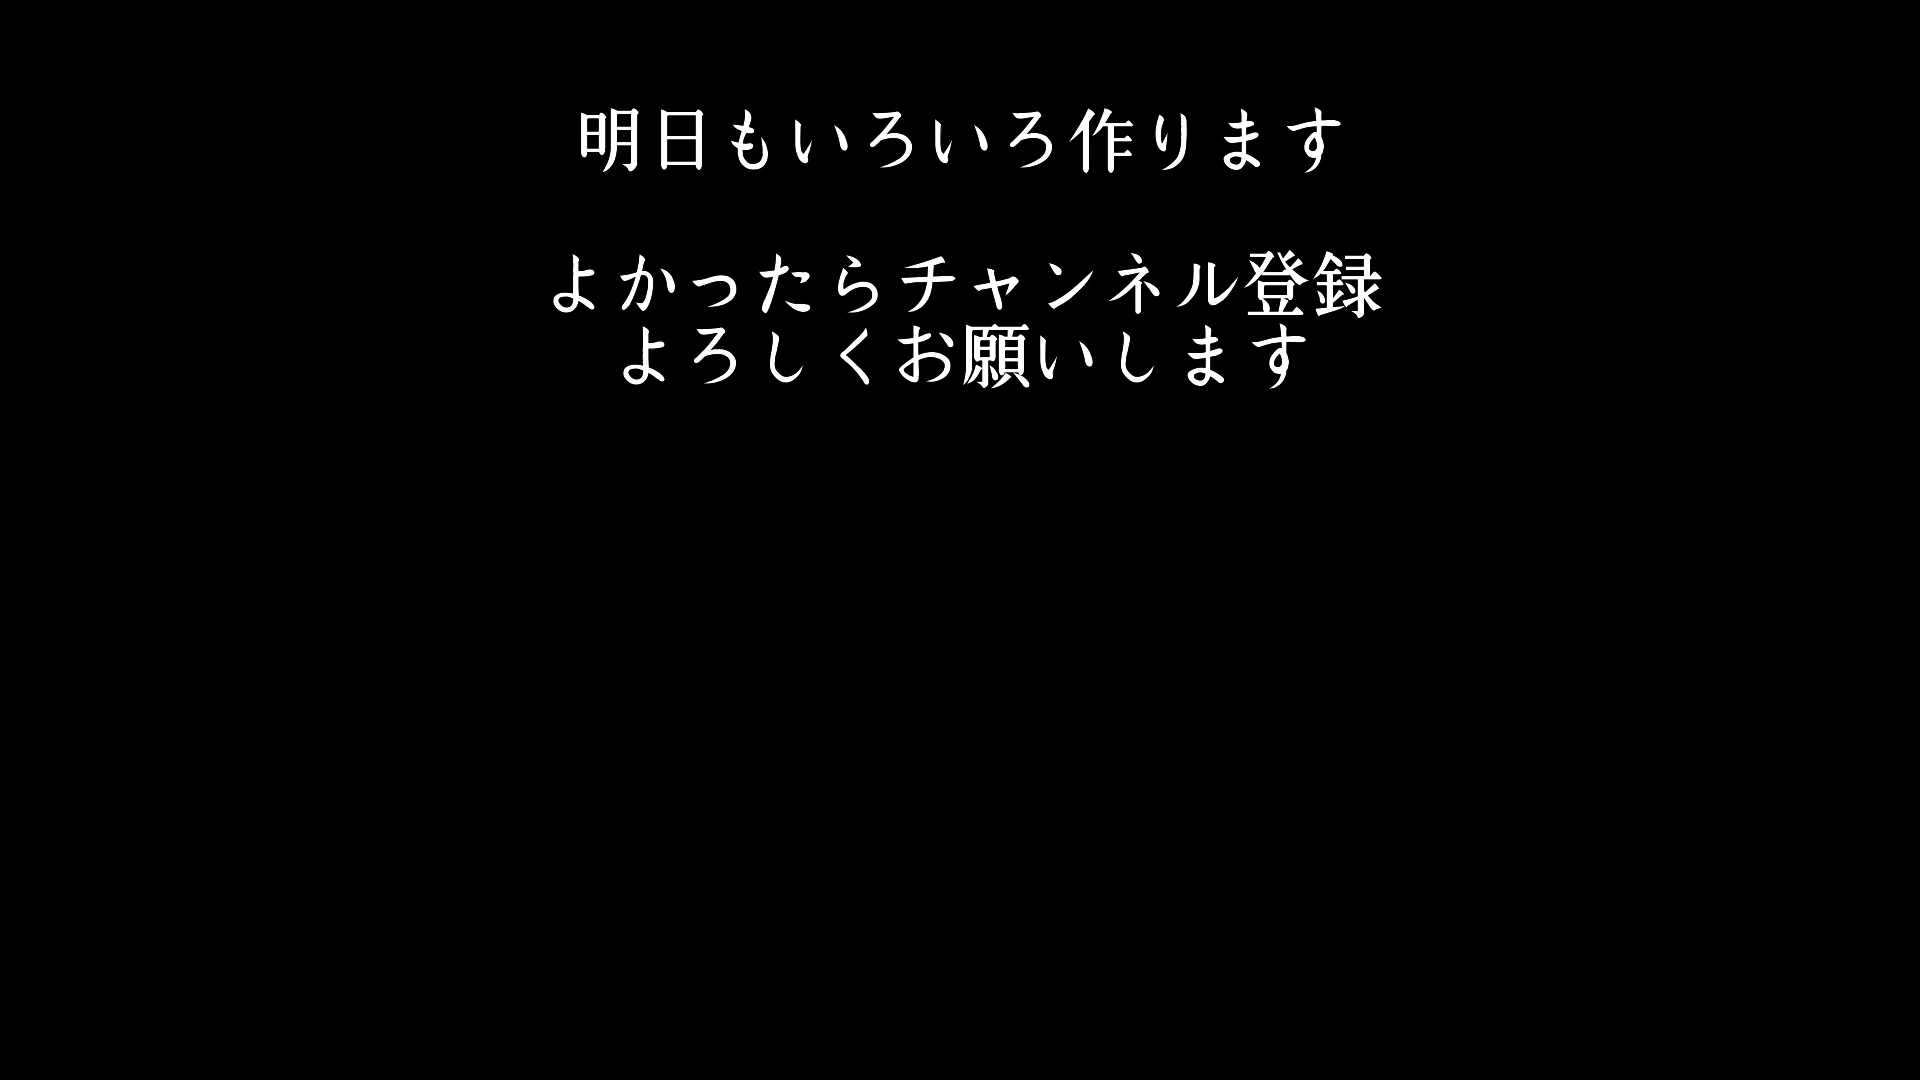 明日もいろいろ作ります
よかったらチャンネル登録
よろしくお願いします